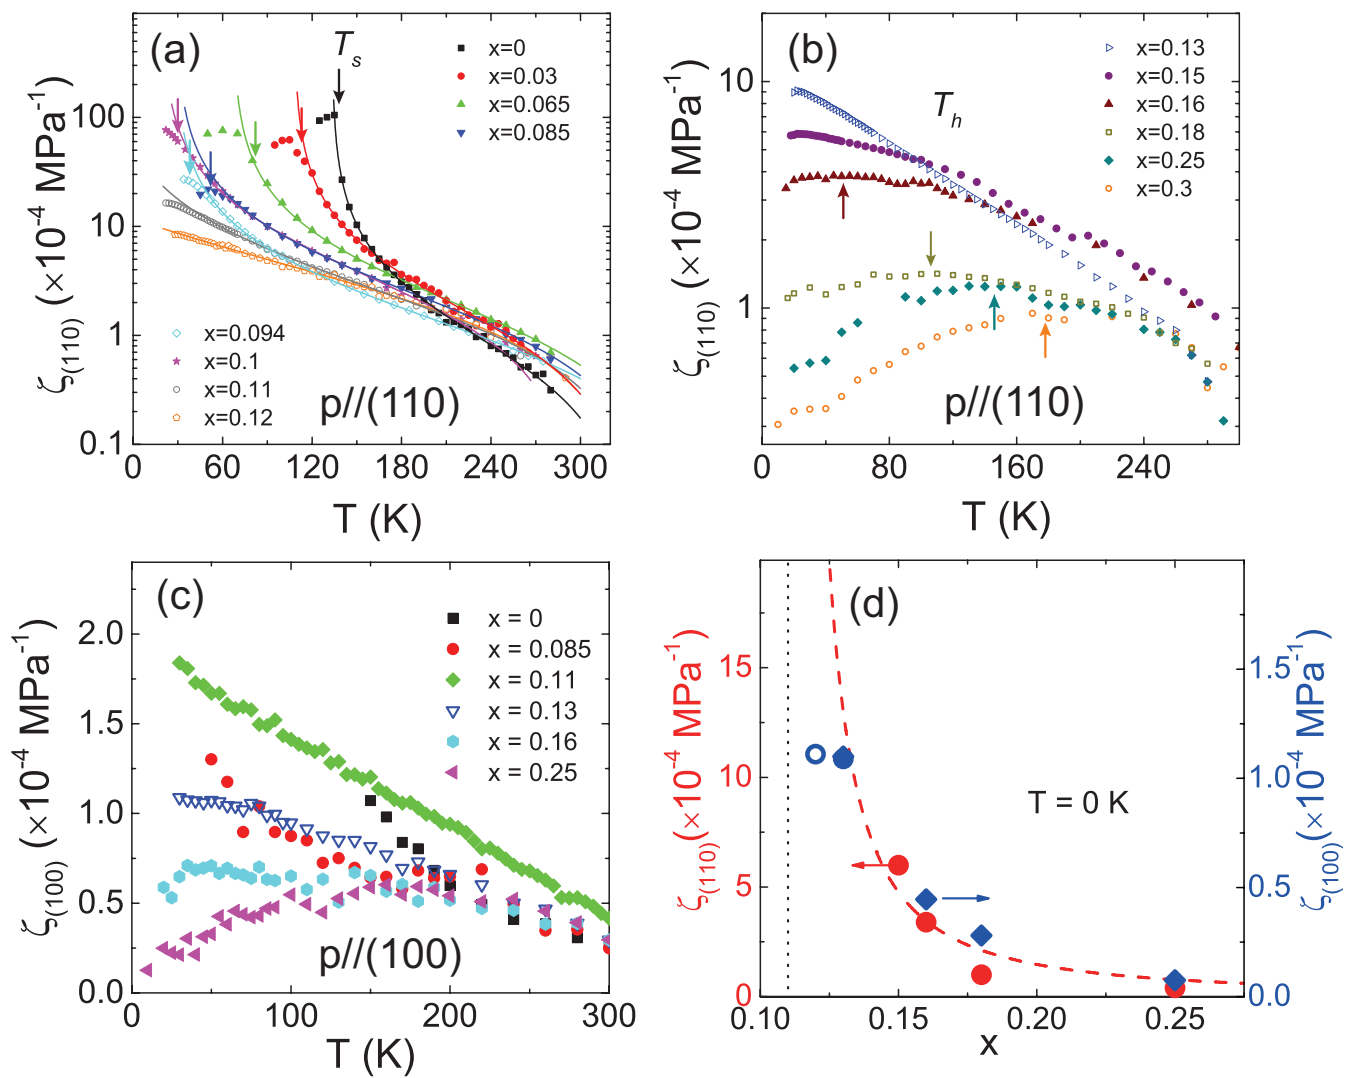 (a)
T_s
x=0
x=0.03
x=0.065
x=0.085
x=0.094
x=0.1
x=0.11
x=0.12
p//(110)
100
10
1
0.1
ζ(110) (×10⁻⁴ MPa⁻¹)
0 60 120 180 240 300
T (K)
(b)
T_h
x=0.13
x=0.15
x=0.16
x=0.18
x=0.25
x=0.3
p//(110)
10
1
ζ(110) (×10⁻⁴ MPa⁻¹)
0 80 160 240
T (K)
(c)
x = 0
x = 0.085
x = 0.11
x = 0.13
x = 0.16
x = 0.25
p//(100)
2.0
1.5
1.0
0.5
0.0
ζ(100) (×10⁻⁴ MPa⁻¹)
0 50 100 150 200 250 300
T (K)
(d)
T = 0 K
15
10
5
0
ζ(110) (×10⁻⁴ MPa⁻¹)
1.5
1.0
0.5
0.0
ζ(100) (×10⁻⁴ MPa⁻¹)
0.10 0.15 0.20 0.25
x